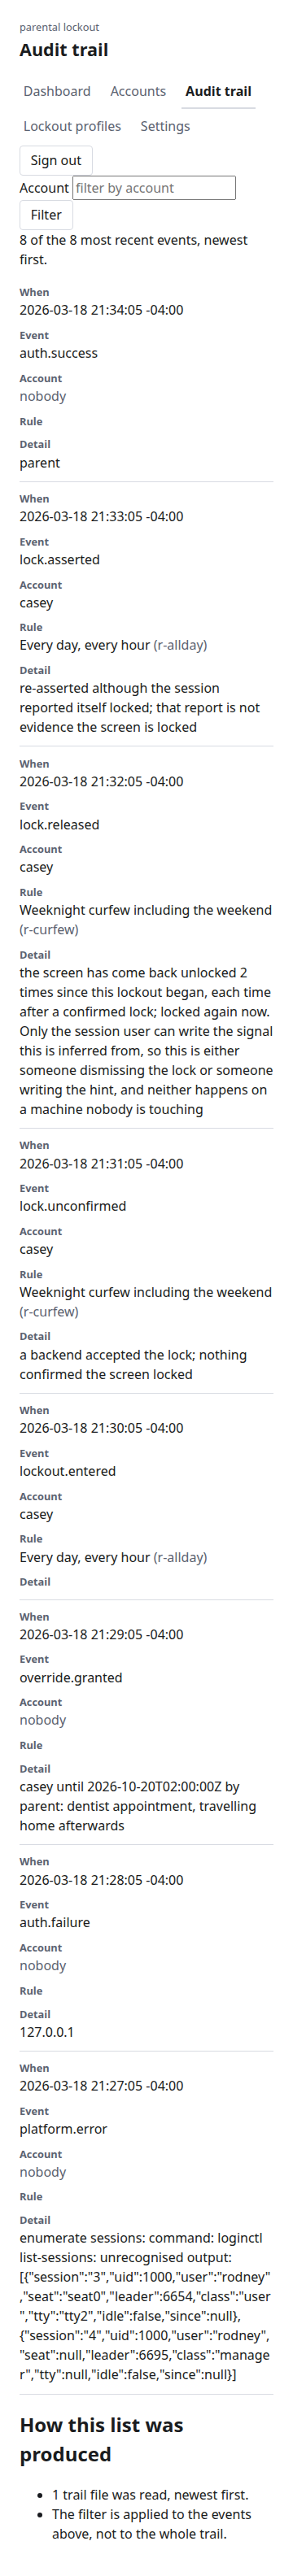 parental lockout
Audit trail
Dashboard Accounts Audit trail
Lockout profiles Settings
Sign out
Account filter by account
Filter
8 of the 8 most recent events, newest
first.
When
2026-03-18 21:34:05 -04:00
Event
auth.success
Account
nobody
Rule
Detail
parent
When
2026-03-18 21:33:05 -04:00
Event
lock.asserted
Account
casey
Rule
Every day, every hour (r-allday)
Detail
re-asserted although the session
reported itself locked; that report is not
evidence the screen is locked
When
2026-03-18 21:32:05 -04:00
Event
lock.released
Account
casey
Rule
Weeknight curfew including the weekend
(r-curfew)
Detail
the screen has come back unlocked 2
times since this lockout began, each time
after a confirmed lock; locked again now.
Only the session user can write the signal
this is inferred from, so this is either
someone dismissing the lock or someone
writing the hint, and neither happens on
a machine nobody is touching
When
2026-03-18 21:31:05 -04:00
Event
lock.unconfirmed
Account
casey
Rule
Weeknight curfew including the weekend
(r-curfew)
Detail
a backend accepted the lock; nothing
confirmed the screen locked
When
2026-03-18 21:30:05 -04:00
Event
lockout.entered
Account
casey
Rule
Every day, every hour (r-allday)
Detail
When
2026-03-18 21:29:05 -04:00
Event
override.granted
Account
nobody
Rule
Detail
casey until 2026-10-20T02:00:00Z by
parent: dentist appointment, travelling
home afterwards
When
2026-03-18 21:28:05 -04:00
Event
auth.failure
Account
nobody
Rule
Detail
127.0.0.1
When
2026-03-18 21:27:05 -04:00
Event
platform.error
Account
nobody
Rule
Detail
enumerate sessions: command: loginctl
list-sessions: unrecognised output:
[{"session":"3","uid":1000,"user":"rodney"
,"seat":"seat0","leader":6654,"class":"user
","tty":"tty2","idle":false,"since":null},
{"session":"4","uid":1000,"user":"rodney",
"seat":null,"leader":6695,"class":"manage
r","tty":null,"idle":false,"since":null}]
How this list was
produced
• 1 trail file was read, newest first.
• The filter is applied to the events
above, not to the whole trail.